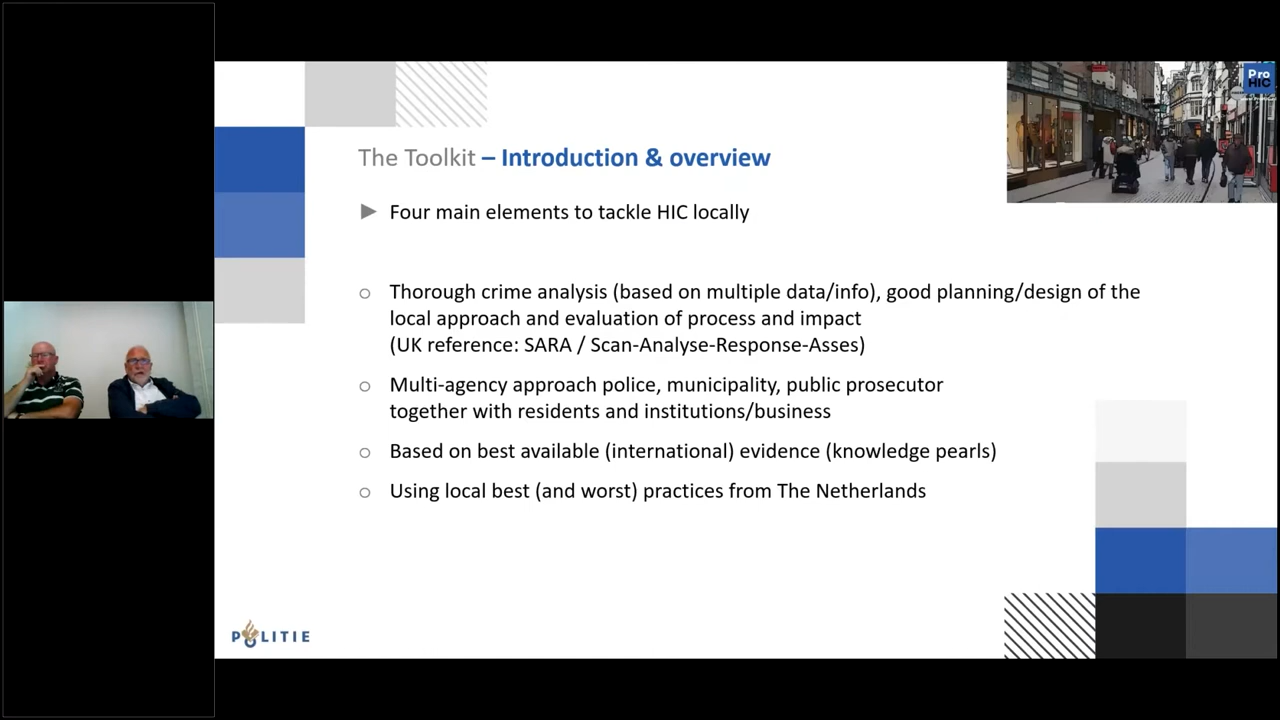 Pro
HIC
The Toolkit – Introduction & overview
Four main elements to tackle HIC locally
Thorough crime analysis (based on multiple data/info), good planning/design of the
local approach and evaluation of process and impact
(UK reference: SARA / Scan-Analyse-Response-Asses)
Multi-agency approach police, municipality, public prosecutor
together with residents and institutions/business
Based on best available (international) evidence (knowledge pearls)
Using local best (and worst) practices from The Netherlands
POLITIE